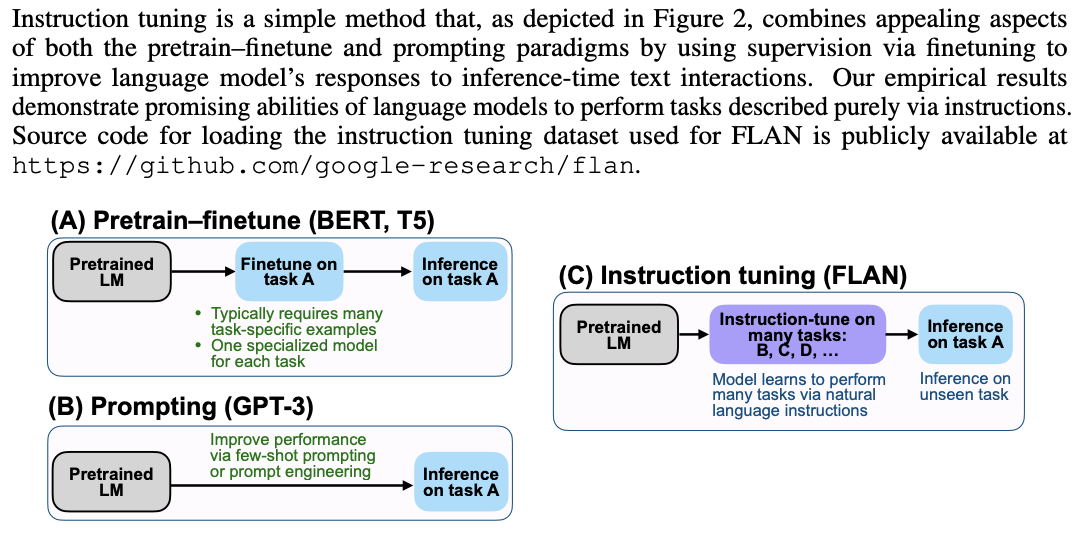 Instruction tuning is a simple method that, as depicted in Figure 2, combines appealing aspects
of both the pretrain–finetune and prompting paradigms by using supervision via finetuning to
improve language model’s responses to inference-time text interactions. Our empirical results
demonstrate promising abilities of language models to perform tasks described purely via instructions.
Source code for loading the instruction tuning dataset used for FLAN is publicly available at
https://github.com/google-research/flan.
(A) Pretrain–finetune (BERT, T5)
Pretrained
LM
Finetune on
task A
Inference
on task A
• Typically requires many
task-specific examples
• One specialized model
for each task
(B) Prompting (GPT-3)
Pretrained
LM
Improve performance
via few-shot prompting
or prompt engineering
Inference
on task A
(C) Instruction tuning (FLAN)
Pretrained
LM
Instruction-tune on
many tasks:
B, C, D, …
Inference
on task A
Model learns to perform
many tasks via natural
language instructions
Inference on
unseen task